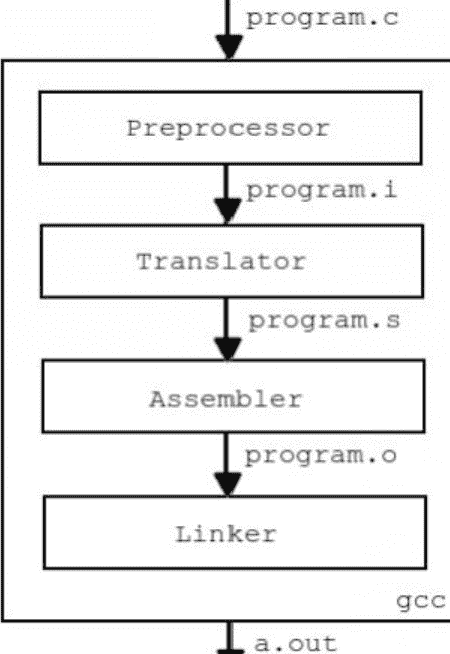 program.c
Preprocessor
program.i
Translator
program.s
Assembler
program.o
Linker
gcc
a.out